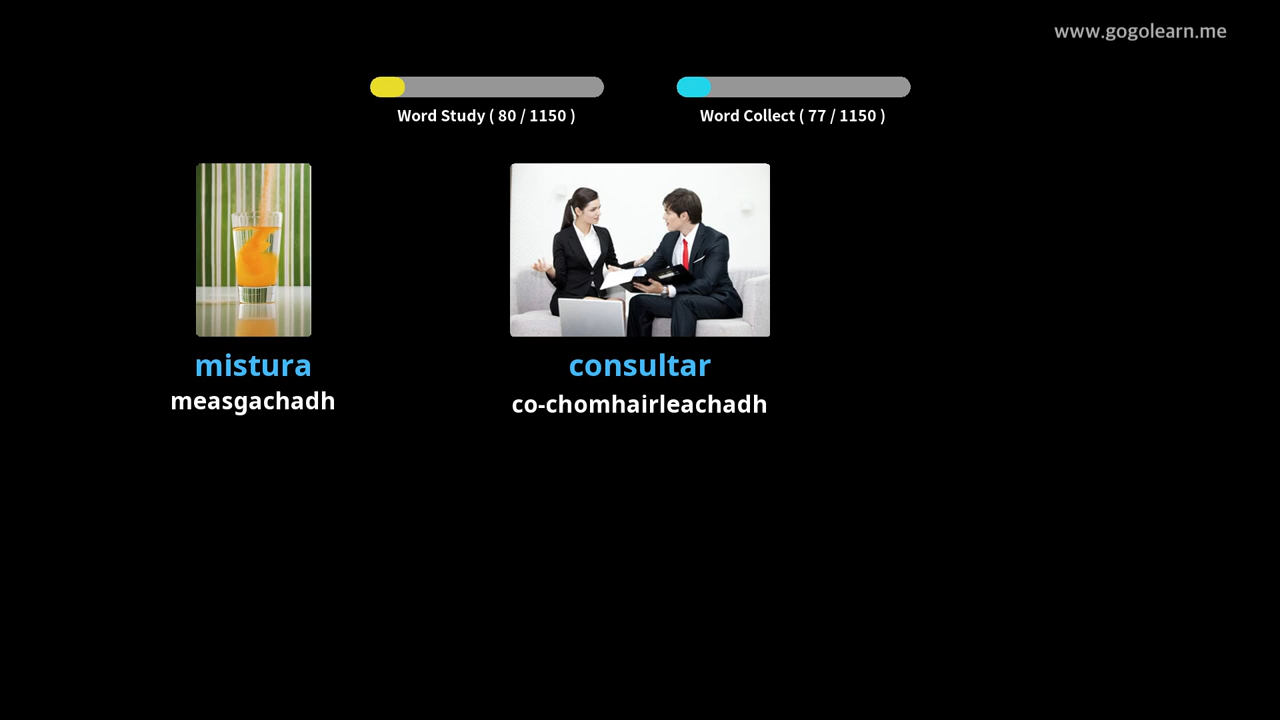 www.gogolearn.me
Word Study ( 80 / 1150 )
Word Collect ( 77 / 1150 )
mistura
measgachadh
consultar
co-chomhairleachadh